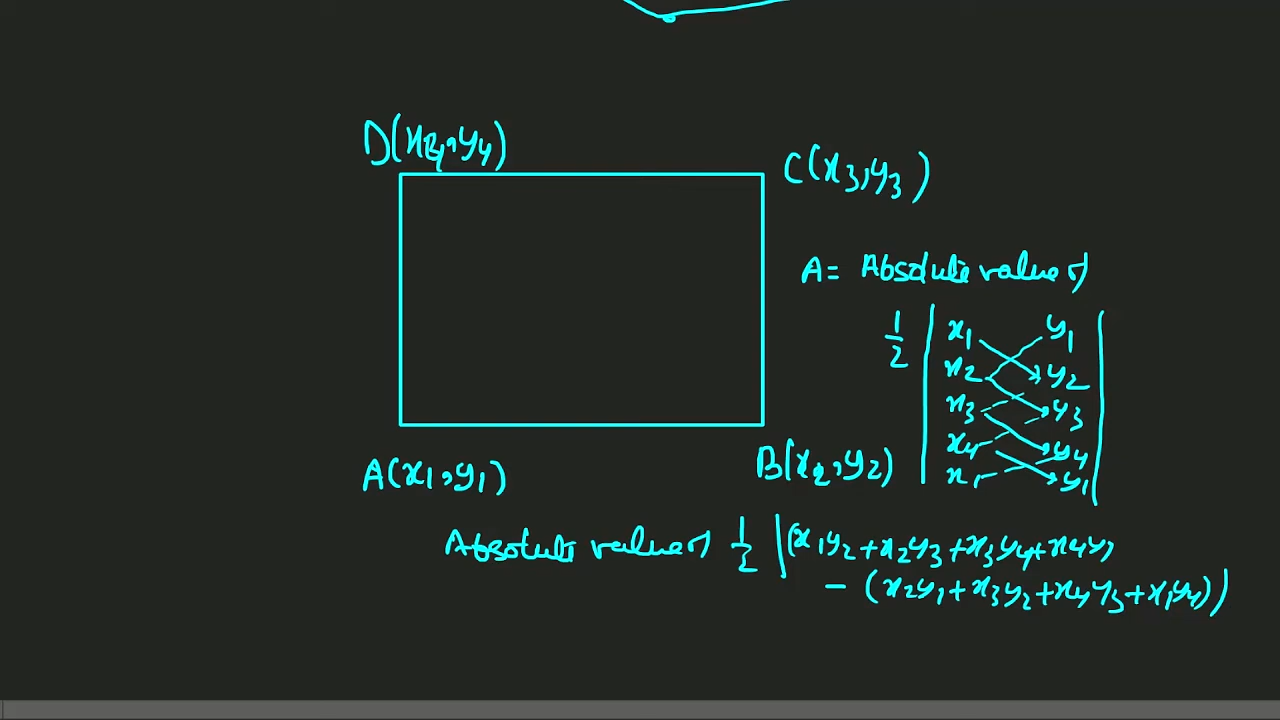 D(x4,y4)
C(x3,y3)
A= Absolute value of
1/2 | x1 y1
x2 y2
x3 y3
x4 y4
x1 y1 |
A(x1,y1)
B(x2,y2)
Absolute value of 1/2 |(x1y2+x2y3+x3y4+x4y1
- (x2y1+x3y2+x4y3+x1y4))